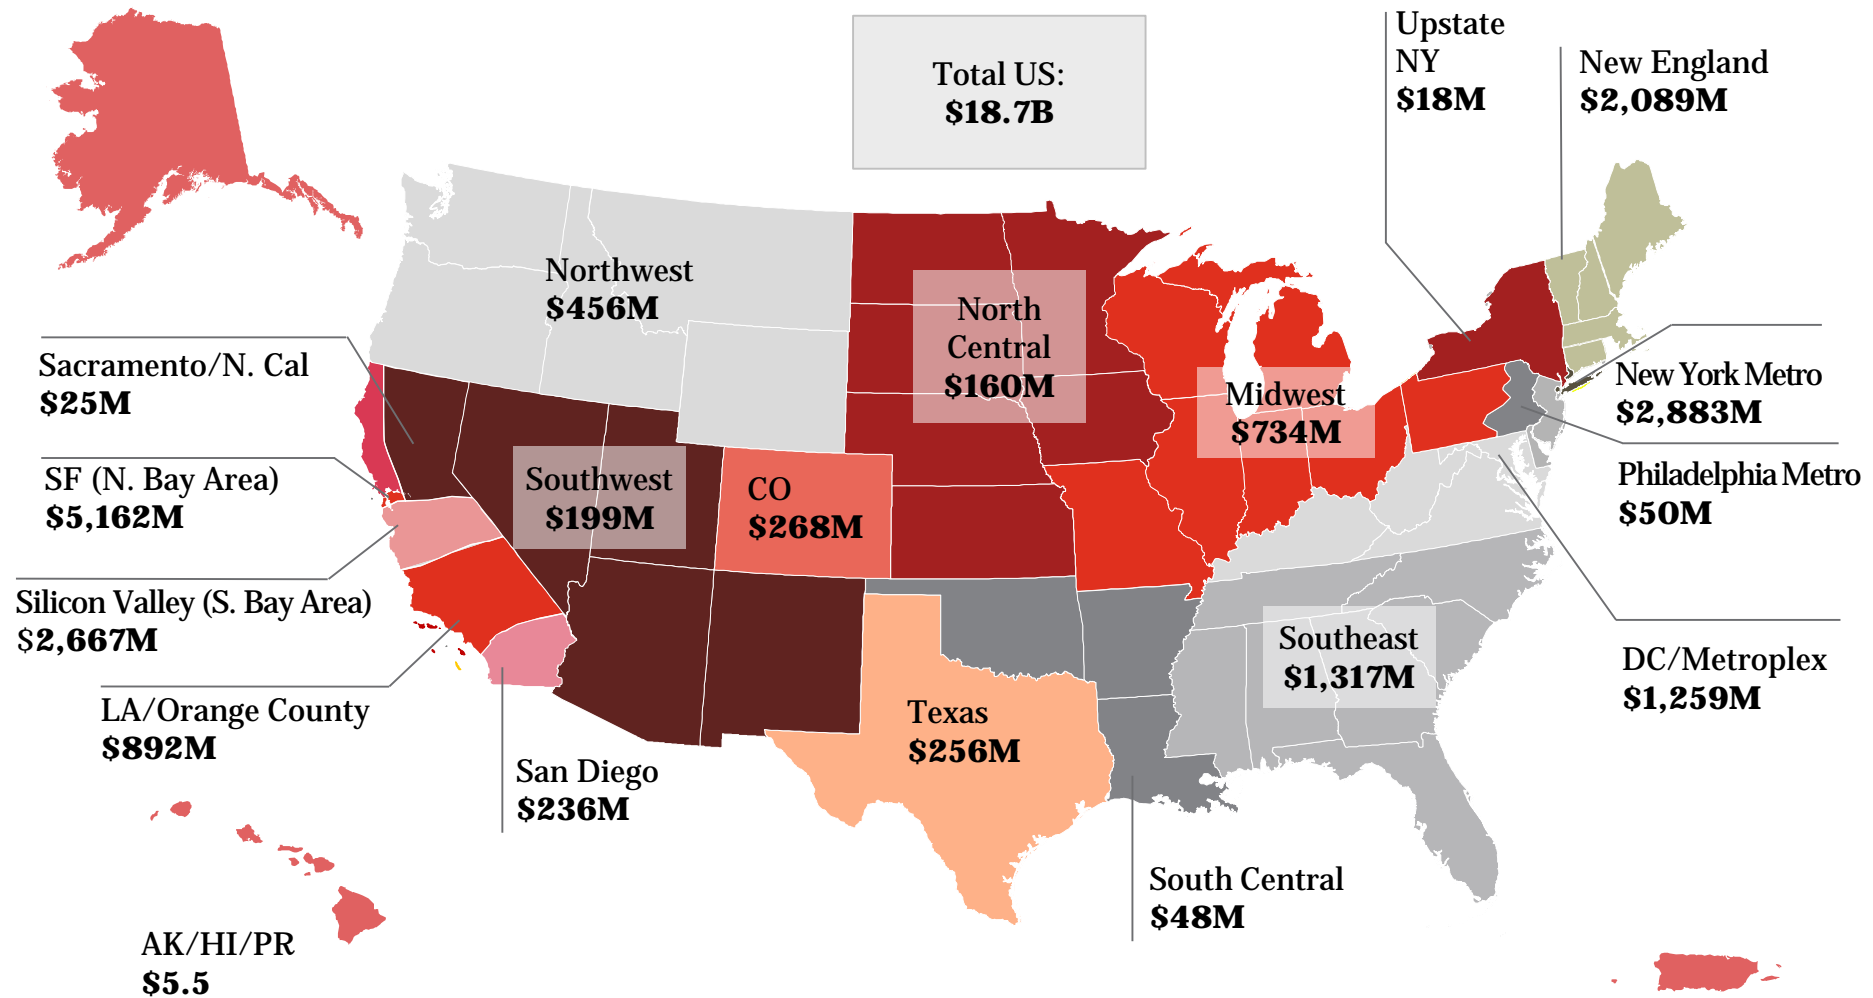 Total US:
$18.7B
Upstate
NY
$18M
New England
$2,089M
Northwest
$456M
North
Central
$160M
Midwest
$734M
Sacramento/N. Cal
$25M
New York Metro
$2,883M
SF (N. Bay Area)
$5,162M
Southwest
$199M
CO
$268M
Philadelphia Metro
$50M
Silicon Valley (S. Bay Area)
$2,667M
Southeast
$1,317M
DC/Metroplex
$1,259M
LA/Orange County
$892M
Texas
$256M
San Diego
$236M
South Central
$48M
AK/HI/PR
$5.5